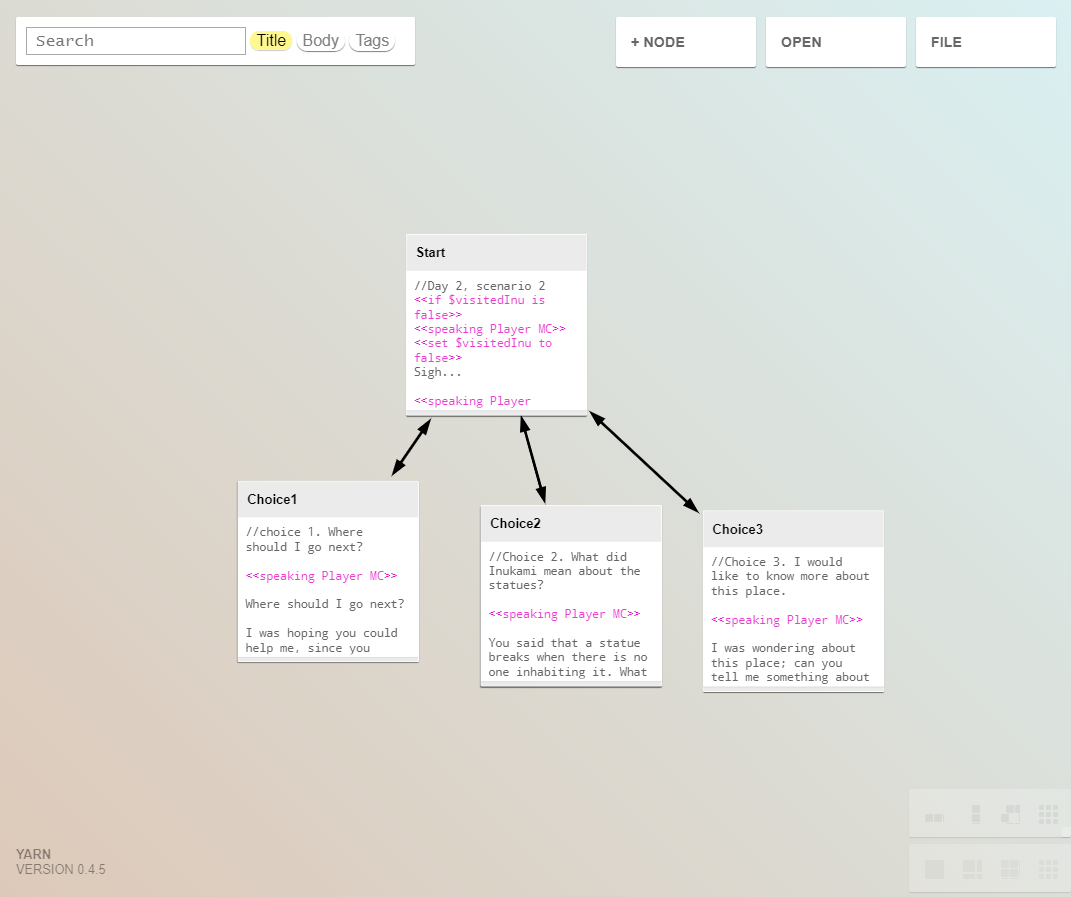 Search Title Body Tags
+ NODE
OPEN
FILE
Start
//Day 2, scenario 2
<<if $visitedInu is
false>>
<<speaking Player MC>>
<<set $visitedInu to
false>>
Sigh...
<<speaking Player
Choice1
//choice 1. Where
should I go next?
<<speaking Player MC>>
Where should I go next?
I was hoping you could
help me, since you
Choice2
//Choice 2. What did
Inukami mean about the
statues?
<<speaking Player MC>>
You said that a statue
breaks when there is no
one inhabiting it. What
Choice3
//Choice 3. I would
like to know more about
this place.
<<speaking Player MC>>
I was wondering about
this place; can you
tell me something about
YARN
VERSION 0.4.5